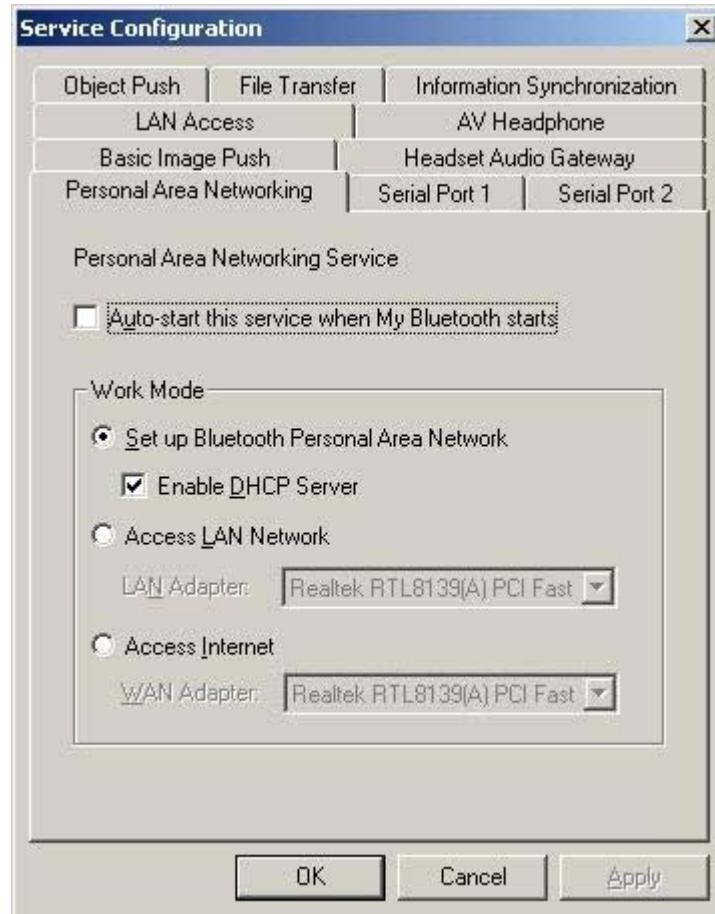 Service Configuration
Object Push File Transfer Information Synchronization
LAN Access AV Headphone
Basic Image Push Headset Audio Gateway
Personal Area Networking Serial Port 1 Serial Port 2
Personal Area Networking Service
Auto-start this service when My Bluetooth starts
Work Mode
Set up Bluetooth Personal Area Network
Enable DHCP Server
Access LAN Network
LAN Adapter: Realtek RTL8139(A) PCI Fast
Access Internet
WAN Adapter: Realtek RTL8139(A) PCI Fast
OK Cancel Apply